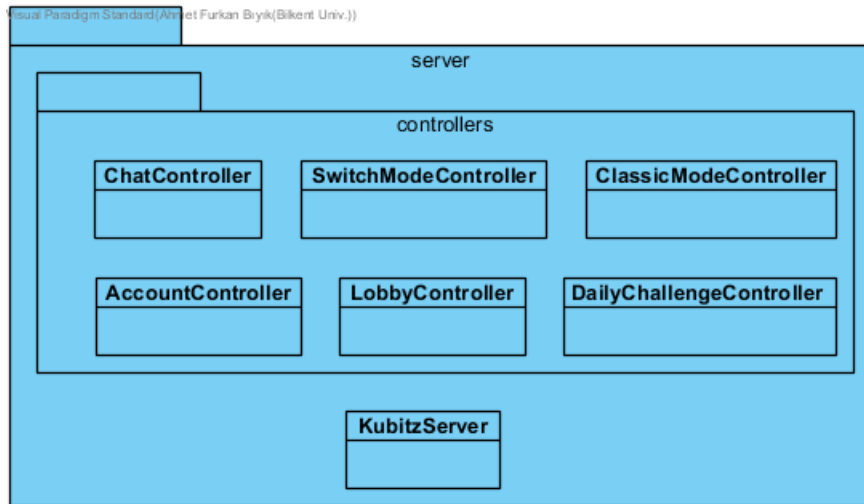 Visual Paradigm Standard(Ahmet Furkan Bıyık(Bilkent Univ.))
server
controllers
ChatController
SwitchModeController
ClassicModeController
AccountController
LobbyController
DailyChallengeController
KubitzServer